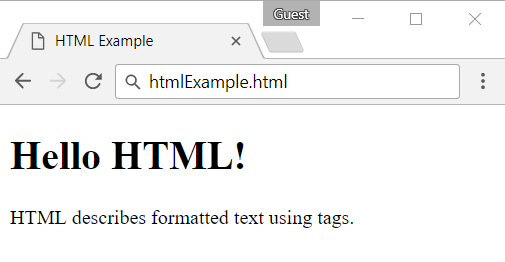 Guest
HTML Example
htmlExample.html
Hello HTML!
HTML describes formatted text using tags.